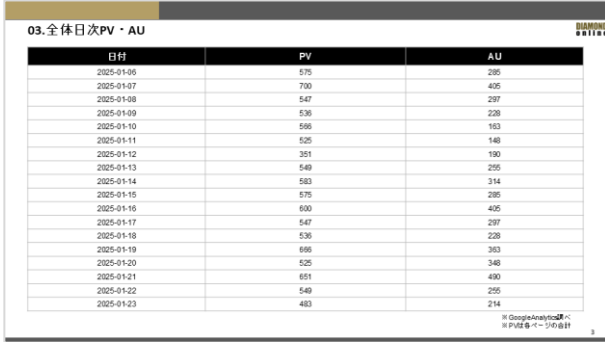 03.全体日次PV・AU
DIAMOND
online
日付 PV AU
2025-01-06 575 285
2025-01-07 700 405
2025-01-08 547 297
2025-01-09 536 228
2025-01-10 566 163
2025-01-11 525 148
2025-01-12 351 190
2025-01-13 549 255
2025-01-14 583 314
2025-01-15 575 285
2025-01-16 600 405
2025-01-17 547 297
2025-01-18 536 228
2025-01-19 666 363
2025-01-20 525 348
2025-01-21 651 490
2025-01-22 549 255
2025-01-23 483 214
※GoogleAnalytics調べ
※PVは各ページの合計
3